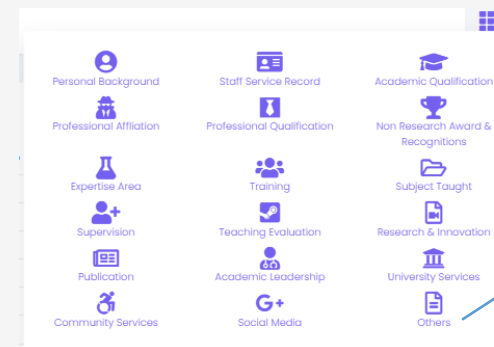 Personal Background
Staff Service Record
Academic Qualification
Professional Affliation
Professional Qualification
Non Research Award &
Recognitions
Expertise Area
Training
Subject Taught
Supervision
Teaching Evaluation
Research & Innovation
Publication
Academic Leadership
University Services
Community Services
G+
Social Media
Others